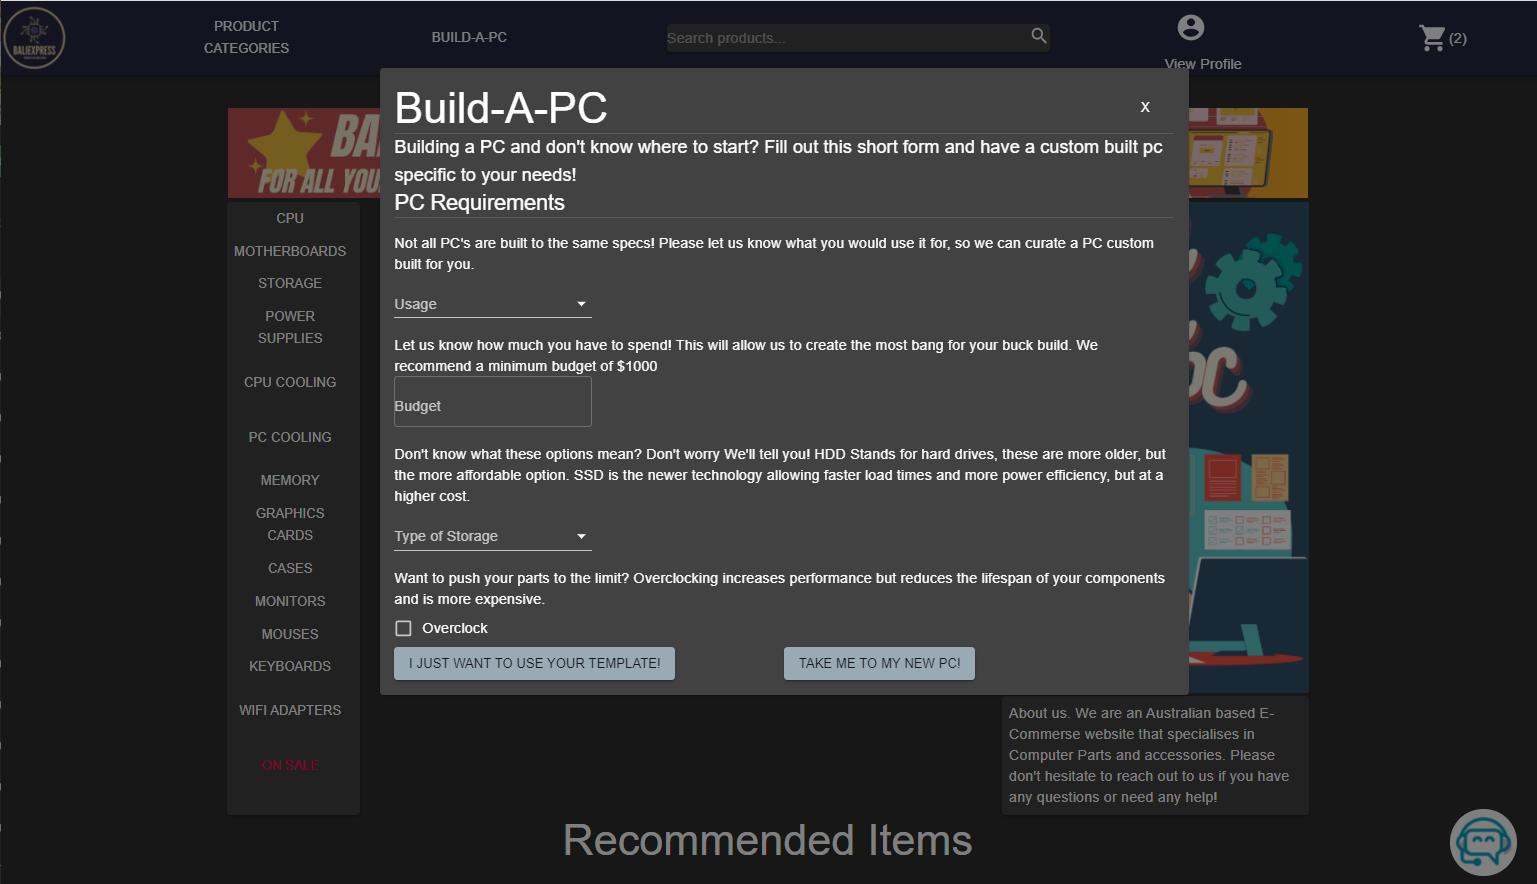 BALIEXPRESS
PRODUCT
CATEGORIES
BUILD-A-PC
Search products...
View Profile
(2)
Build-A-PC
X
Building a PC and don't know where to start? Fill out this short form and have a custom built pc
specific to your needs!
PC Requirements
Not all PC's are built to the same specs! Please let us know what you would use it for, so we can curate a PC custom
built for you.
Usage
Let us know how much you have to spend! This will allow us to create the most bang for your buck build. We
recommend a minimum budget of $1000
Budget
Don't know what these options mean? Don't worry We'll tell you! HDD Stands for hard drives, these are more older, but
the more affordable option. SSD is the newer technology allowing faster load times and more power efficiency, but at a
higher cost.
Type of Storage
Want to push your parts to the limit? Overclocking increases performance but reduces the lifespan of your components
and is more expensive.
Overclock
I JUST WANT TO USE YOUR TEMPLATE!
TAKE ME TO MY NEW PC!
FOR ALL YOU
CPU
MOTHERBOARDS
STORAGE
POWER
SUPPLIES
CPU COOLING
PC COOLING
MEMORY
GRAPHICS
CARDS
CASES
MONITORS
MOUSES
KEYBOARDS
WIFI ADAPTERS
ON SALE
About us. We are an Australian based E-
Commerse website that specialises in
Computer Parts and accessories. Please
don't hesitate to reach out to us if you have
any questions or need any help!
Recommended Items